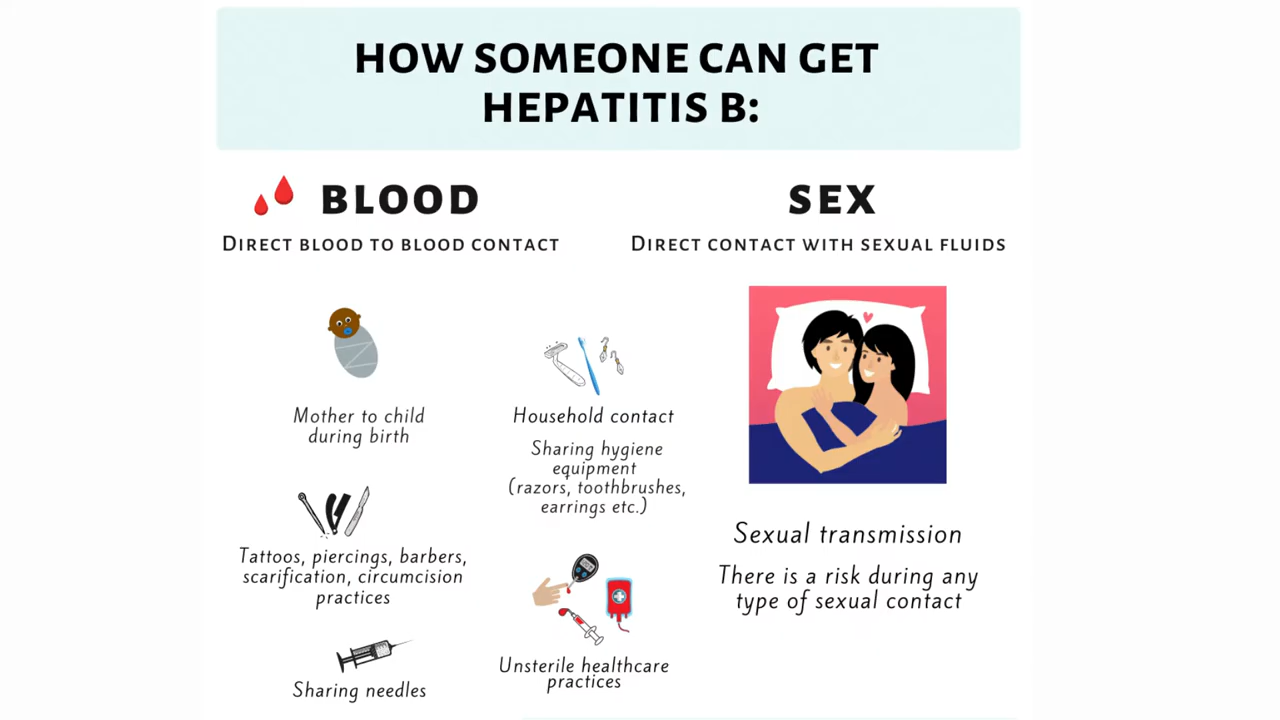 HOW SOMEONE CAN GET
HEPATITIS B:
BLOOD
DIRECT BLOOD TO BLOOD CONTACT
Mother to child
during birth
Household contact
Sharing hygiene
equipment
(razors, toothbrushes,
earrings etc.)
Tattoos, piercings, barbers,
scarification, circumcision
practices
Unsterile healthcare
practices
Sharing needles
SEX
DIRECT CONTACT WITH SEXUAL FLUIDS
Sexual transmission
There is a risk during any
type of sexual contact